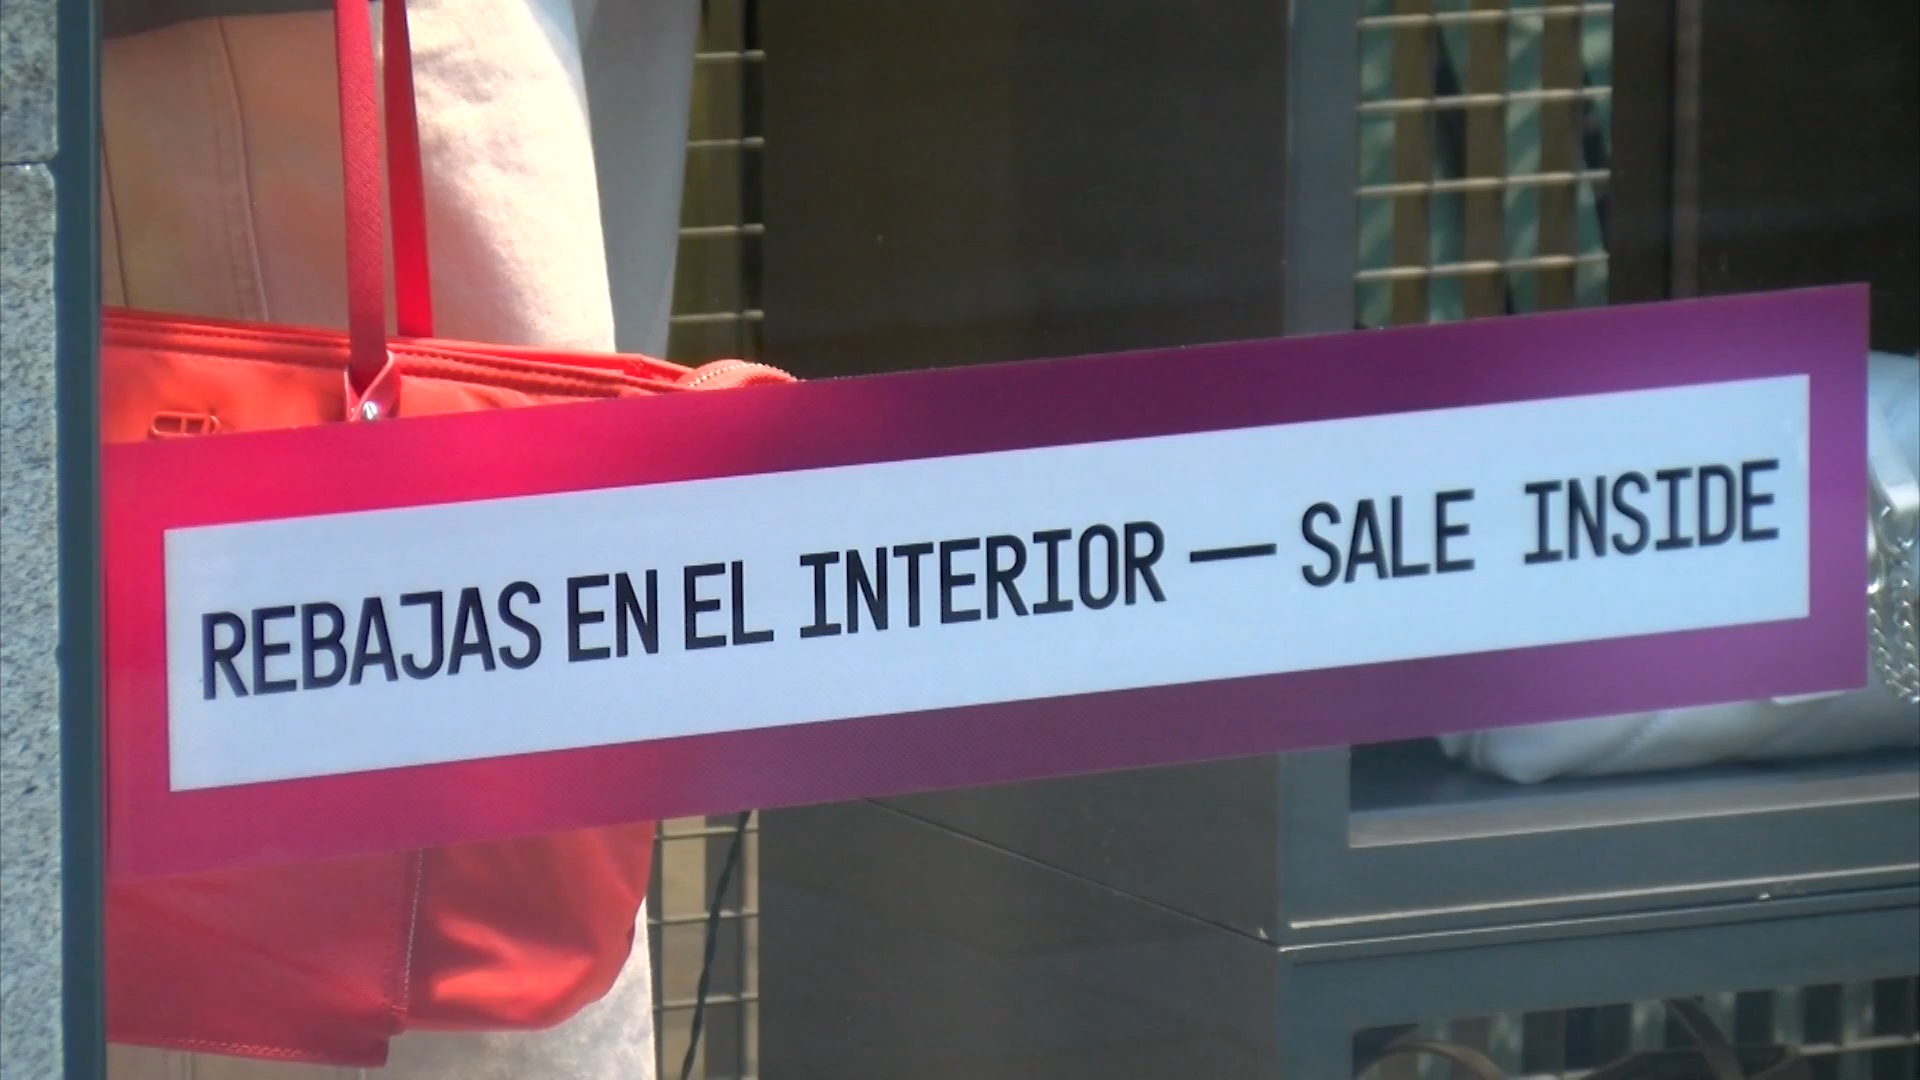 REBAJAS EN EL INTERIOR — SALE INSIDE